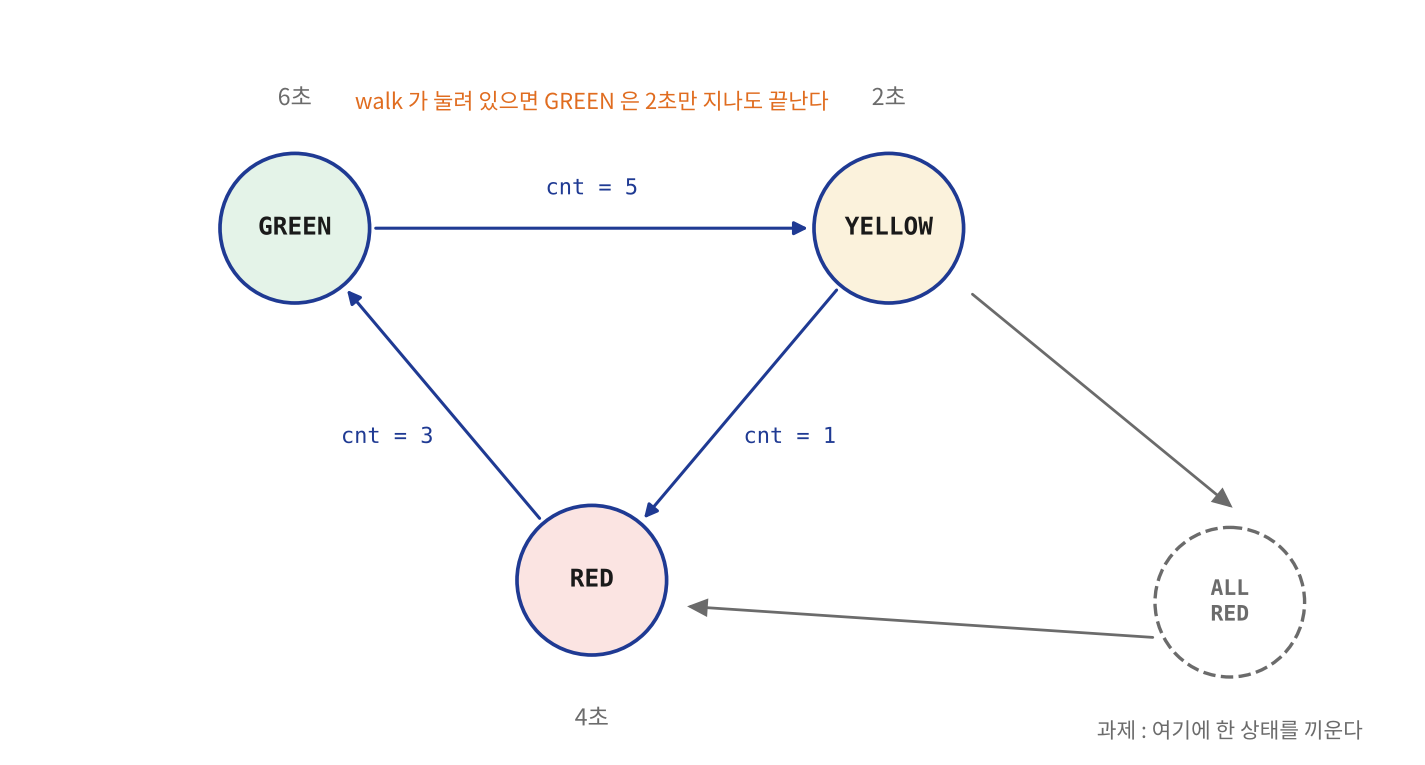 6초
walk 가 눌려 있으면 GREEN 은 2초만 지나도 끝난다
2초
cnt = 5
GREEN
YELLOW
cnt = 3
cnt = 1
RED
ALL
RED
4초
과제 : 여기에 한 상태를 끼운다